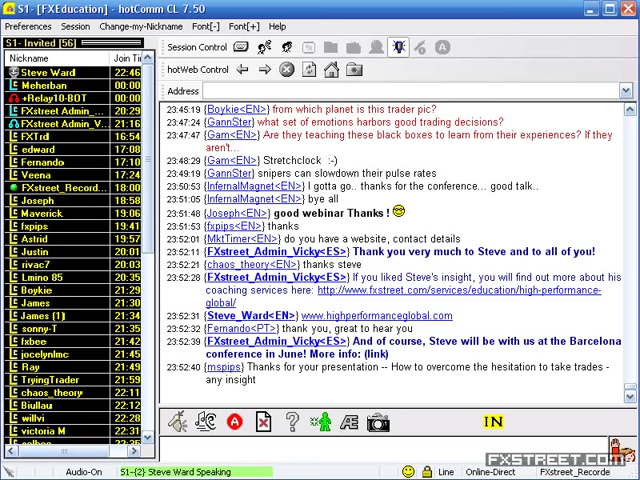 S1- [FXEducation] - hotComm CL 7.50
Preferences Session Change-my-Nickname Font[-] Font[+] Help
S1- Invited [56]
Nickname Join Ti
Steve Ward 22:46
Meherban 00:00
+Relay10-BOT 00:00
FXstreet Admin_ 20:29
FXstreet Admin_V... 21:16
FXTrd 16:54
edward 17:08
Fernando 17:10
Veena 17:24
FXstreet_Record... 18:00
Joseph 18:58
Maverick 19:06
fxpips 19:41
Astrid 19:57
Justin 20:01
rivac7 20:03
Lmino 85 20:35
Boykie 21:29
James 21:30
James (1) 21:34
sonny-T 21:35
fxbee 21:42
jocelynlmc 21:45
Ray 21:49
TryingTrader 21:59
chaos_theory 22:11
Biullau 22:12
willvj 22:28
victoria M 22:31
Session Control
hotWeb Control
Address
23:45:19 {Boykie<EN>} from which planet is this trader pic?
23:47:24 {GannSter} what set of emotions harbors good trading decisions?
23:47:47 {Gam<EN>} Are they teaching these black boxes to learn from their experiences? If they
aren't...
23:48:29 {Gam<EN>} Stretchclock :-)
23:49:19 {GannSter} snipers can slowdown their pulse rates
23:50:53 {InfernalMagnet<EN>} I gotta go.. thanks for the conference... good talk..
23:51:05 {InfernalMagnet<EN>} bye all
23:51:48 {Joseph<EN>} good webinar Thanks !
23:51:53 {fxpips<EN>} thanks
23:52:01 {MktTimer<EN>} do you have a website, contact details
23:52:11 {FXstreet_Admin_Vicky<ES>} Thank you very much to Steve and to all of you!
23:52:21 {chaos_theory<EN>} thanks steve
23:52:28 {FXstreet_Admin_Vicky<ES>} If you liked Steve's insight, you will find out more about his
coaching services here: http://www.fxstreet.com/services/education/high-performance-
global/
23:52:31 {Steve_Ward<EN>} www.highperformanceglobal.com
23:52:32 {Fernando<PT>} thank you, great to hear you
23:52:39 {FXstreet_Admin_Vicky<ES>} And of course, Steve will be with us at the Barcelona
conference in June! More info: (link)
23:52:40 {mspips} Thanks for your presentation -- How to overcome the hesitation to take trades -
any insight
IN
FXSTREET.COM
Audio-On S1-{2} Steve Ward Speaking Line Online-Direct FXstreet_Recorde